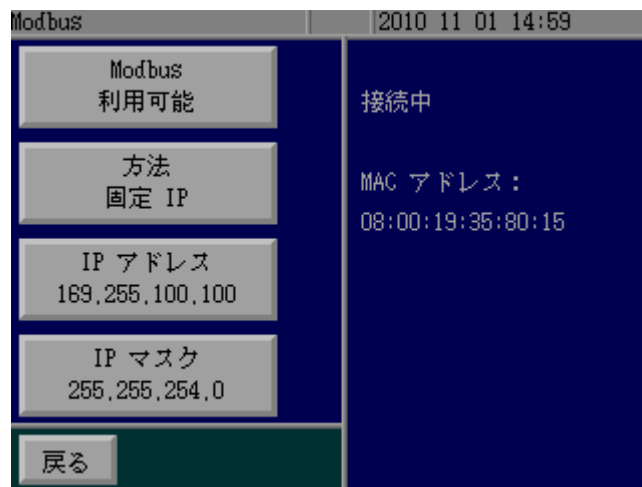 Modbus
2010 11 01 14:59
Modbus
利用可能
接続中
方法
固定 IP
MAC アドレス:
08:00:19:35:80:15
IP アドレス
169,255,100,100
IP マスク
255,255,254,0
戻る